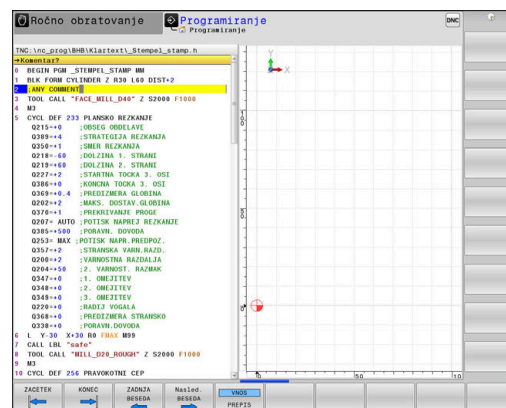 Ročno obratovanje
Programiranje
Programiranje
DNC
TNC:\nc_prog\BHB\Klartext\_Stempel_stamp.h
→Komentar?
0 BEGIN PGM _STEMPEL_STAMP MM
1 BLK FORM CYLINDER Z R30 L60 DIST+2
2 ;ANY COMMENT
3 TOOL CALL "FACE_MILL_D40" Z S2000 F1000
4 M3
5 CYCL DEF 233 PLANSKO REZKANJE
Q215=+0 ;OBSEG OBDELAVE
Q389=+4 ;STRATEGIJA REZKANJA
Q350=+1 ;SMER REZKANJA
Q218=-60 ;DOLZINA 1. STRANI
Q219=+60 ;DOLZINA 2. STRANI
Q227=+2 ;STARTNA TOCKA 3. OSI
Q386=+0 ;KONCNA TOCKA 3. OSI
Q369=+0.4 ;PREDIZMERA GLOBINA
Q202=+2 ;MAKS. DOSTAV.GLOBINA
Q370=+1 ;PREKRIVANJE PROGE
Q207= AUTO ;POTISK NAPREJ REZKANJE
Q385=+500 ;PORAVN. DOVODA
Q253= MAX ;POTISK NAPR.PREDPOZ.
Q357=+2 ;STRANSKA VARN.RAZD.
Q200=+2 ;VARNOSTNA RAZDALJA
Q204=+50 ;2. VARNOST. RAZMAK
Q347=+0 ;1. OMEJITEV
Q348=+0 ;2. OMEJITEV
Q349=+0 ;3. OMEJITEV
Q220=+0 ;RADIJ VOGALA
Q368=+0 ;PREDIZMERA STRANSKO
Q338=+0 ;PORAVN.DOVODA
6 L Y-30 X+30 R0 FMAX M99
7 CALL LBL "safe"
8 TOOL CALL "MILL_D20_ROUGH" Z S2000 F1000
9 M3
10 CYCL DEF 256 PRAVOKOTNI CEP
Y
X
100
50
0
0
50
100
ZACETEK
KONEC
ZADNJA BESEDA
Nasled. BESEDA
VNOS
PREPIS